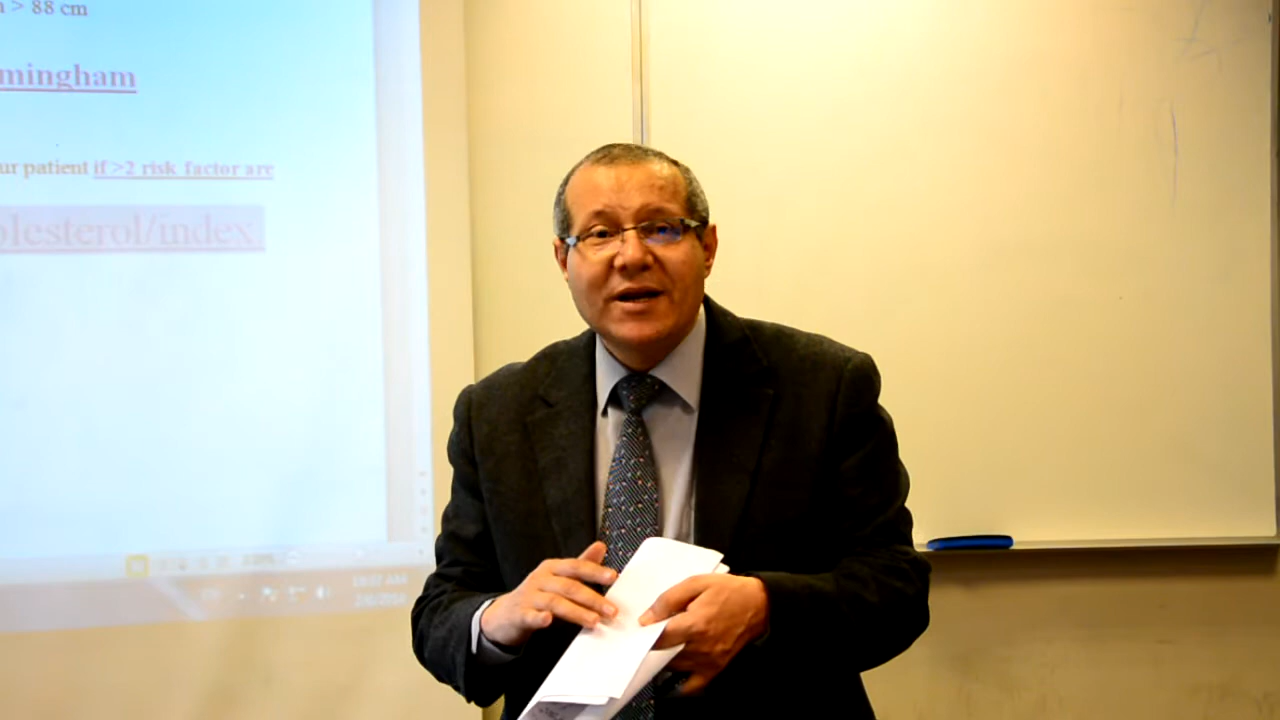 > 88 cm
mingham
ur patient if >2 risk factor are
olesterol/index